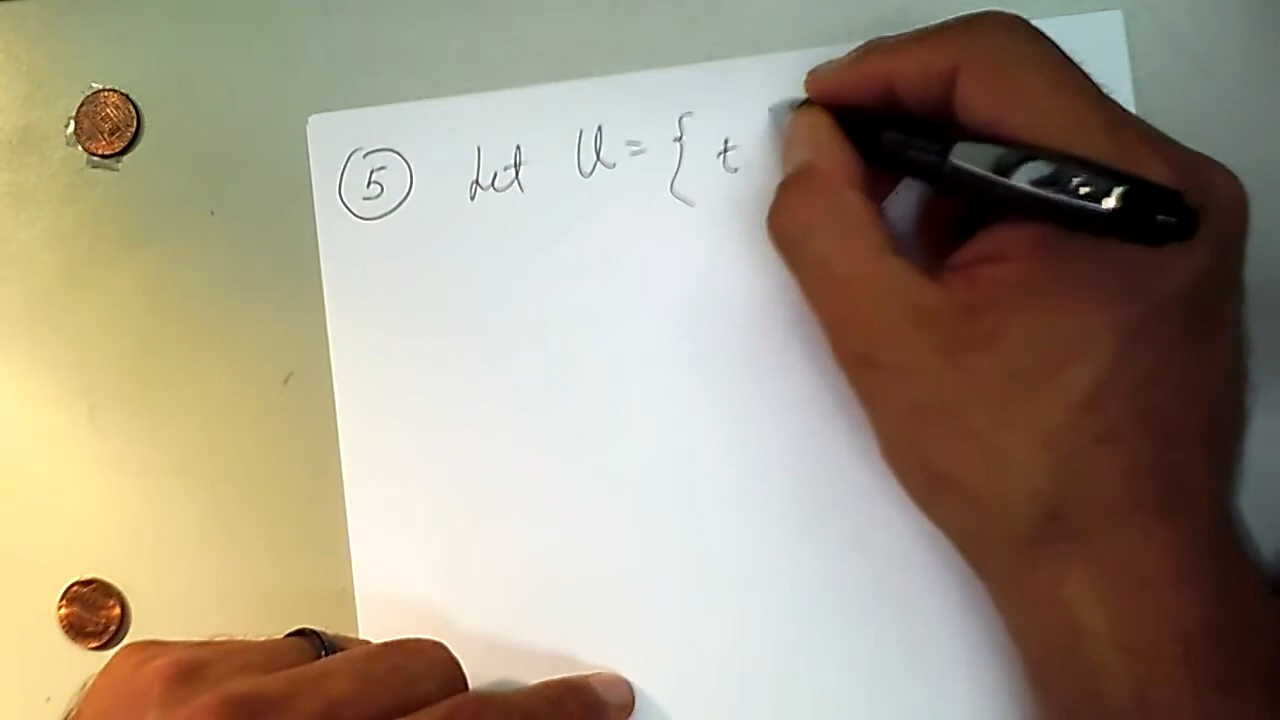 ⑤ Let U = { t